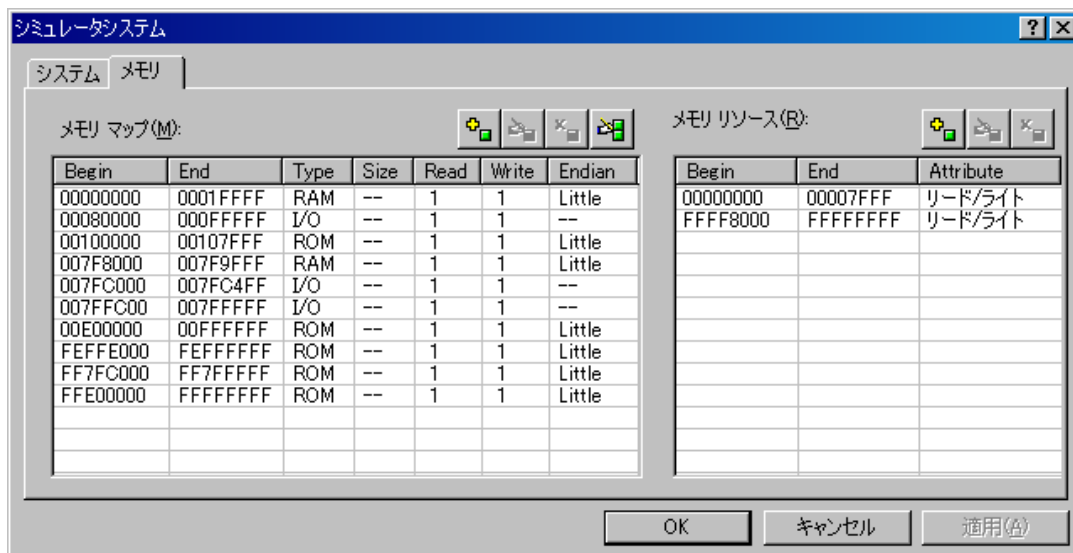 シミュレータシステム
システム メモリ
メモリ マップ(M):
Begin End Type Size Read Write Endian
00000000 0001FFFF RAM -- 1 1 Little
00080000 000FFFFF I/O -- 1 1 --
00100000 00107FFF ROM -- 1 1 Little
007F8000 007F9FFF RAM -- 1 1 Little
007FC000 007FC4FF I/O -- 1 1 --
007FFC00 007FFFFF I/O -- 1 1 --
00E00000 00FFFFFF ROM -- 1 1 Little
FEFFE000 FEFFFFFF ROM -- 1 1 Little
FF7FC000 FF7FFFFF ROM -- 1 1 Little
FFE00000 FFFFFFFF ROM -- 1 1 Little
メモリ リソース(R):
Begin End Attribute
00000000 00007FFF リード/ライト
FFFF8000 FFFFFFFF リード/ライト
OK キャンセル 適用(A)